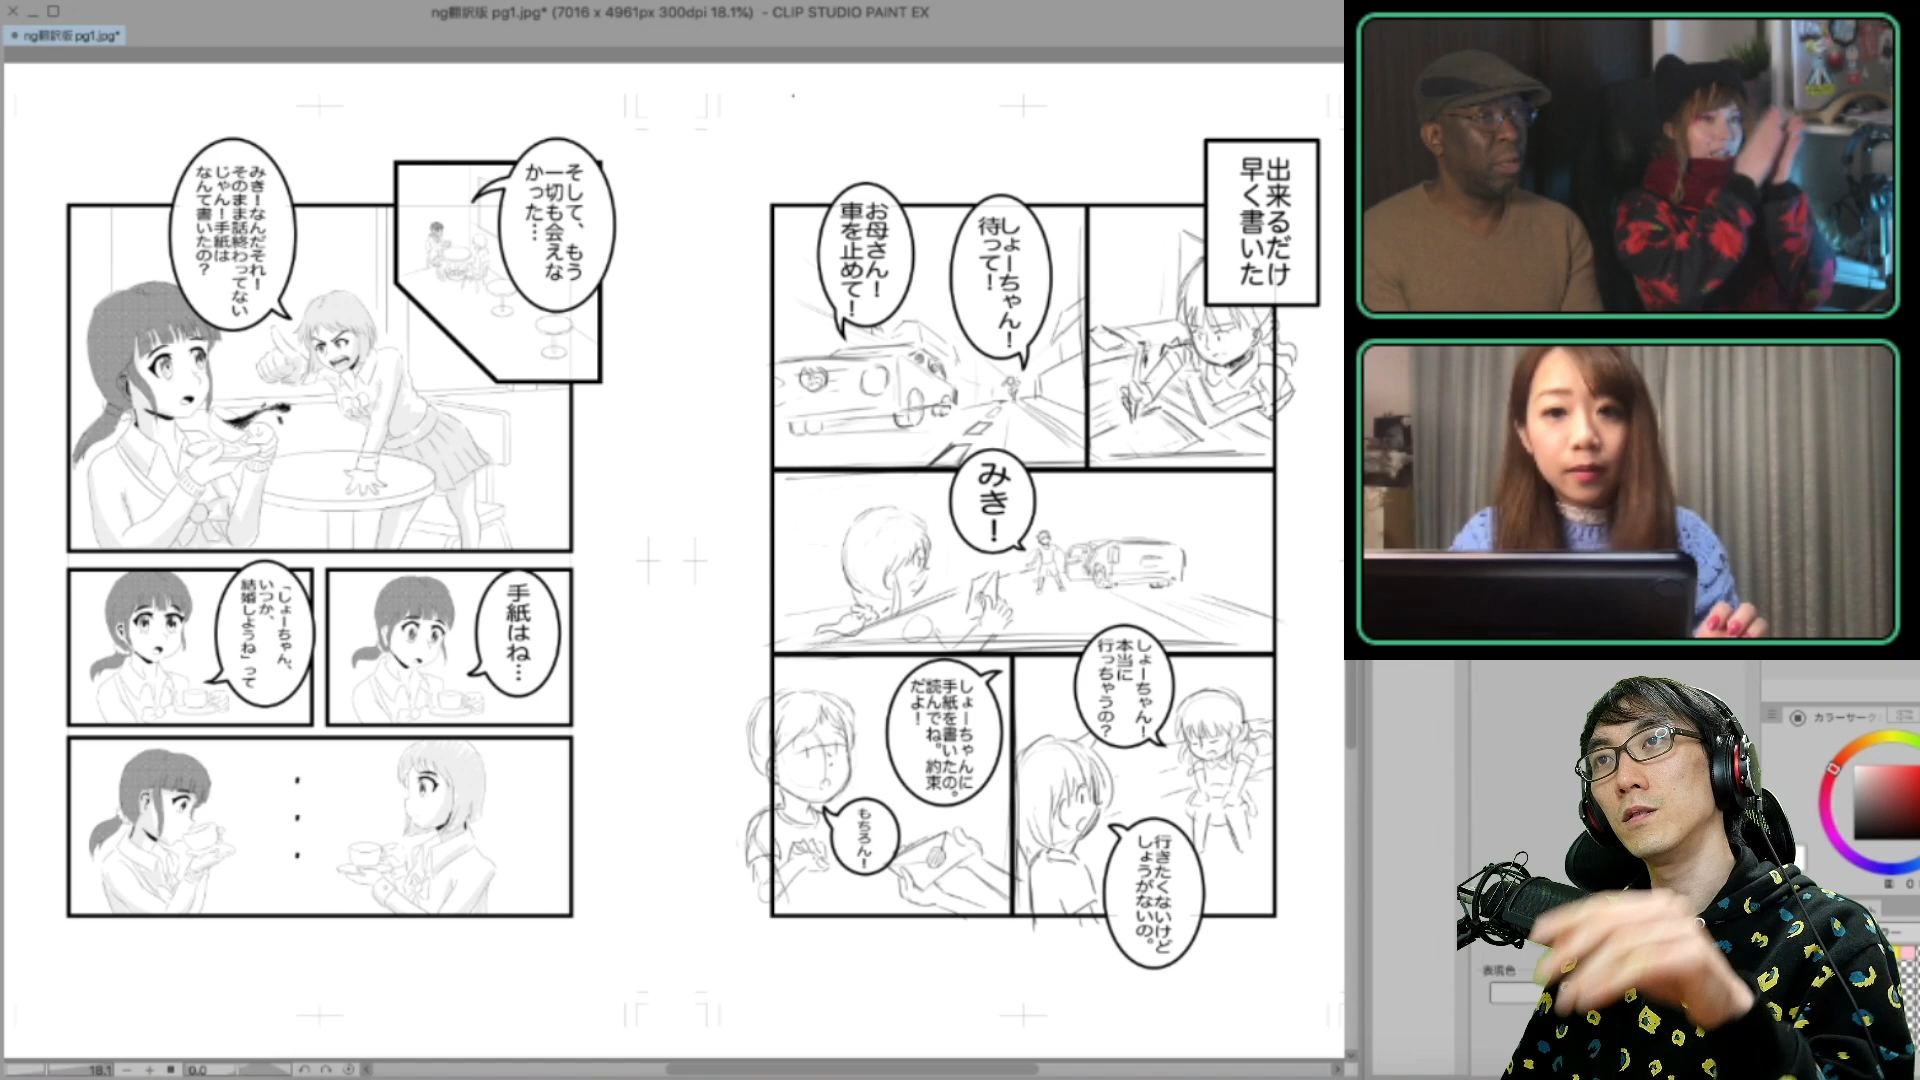 ng翻訳版 pg1.jpg* (7016 x 4961px 300dpi 18.1%) - CLIP STUDIO PAINT EX
ng翻訳版 pg1.jpg*
出来るだけ
早く書いた
しょーちゃん!
待って!
お母さん!
車を止めて!
みき!
しょーちゃん!
本当に
行っちゃうの?
行きたくないけど
しょうがないの。
しょーちゃんに
手紙を書いたの。
読んでね。約束
だよ!
もちろん!
そして、もう
一切も会えな
かった…
みき!なんだそれ!
そのまま話終わってない
じゃん!手紙は
なんて書いたの?
手紙はね…
「しょーちゃん、
いつか、
結婚しようね」って
・・・
カラーサーク
表現色
18.1
0.0
0